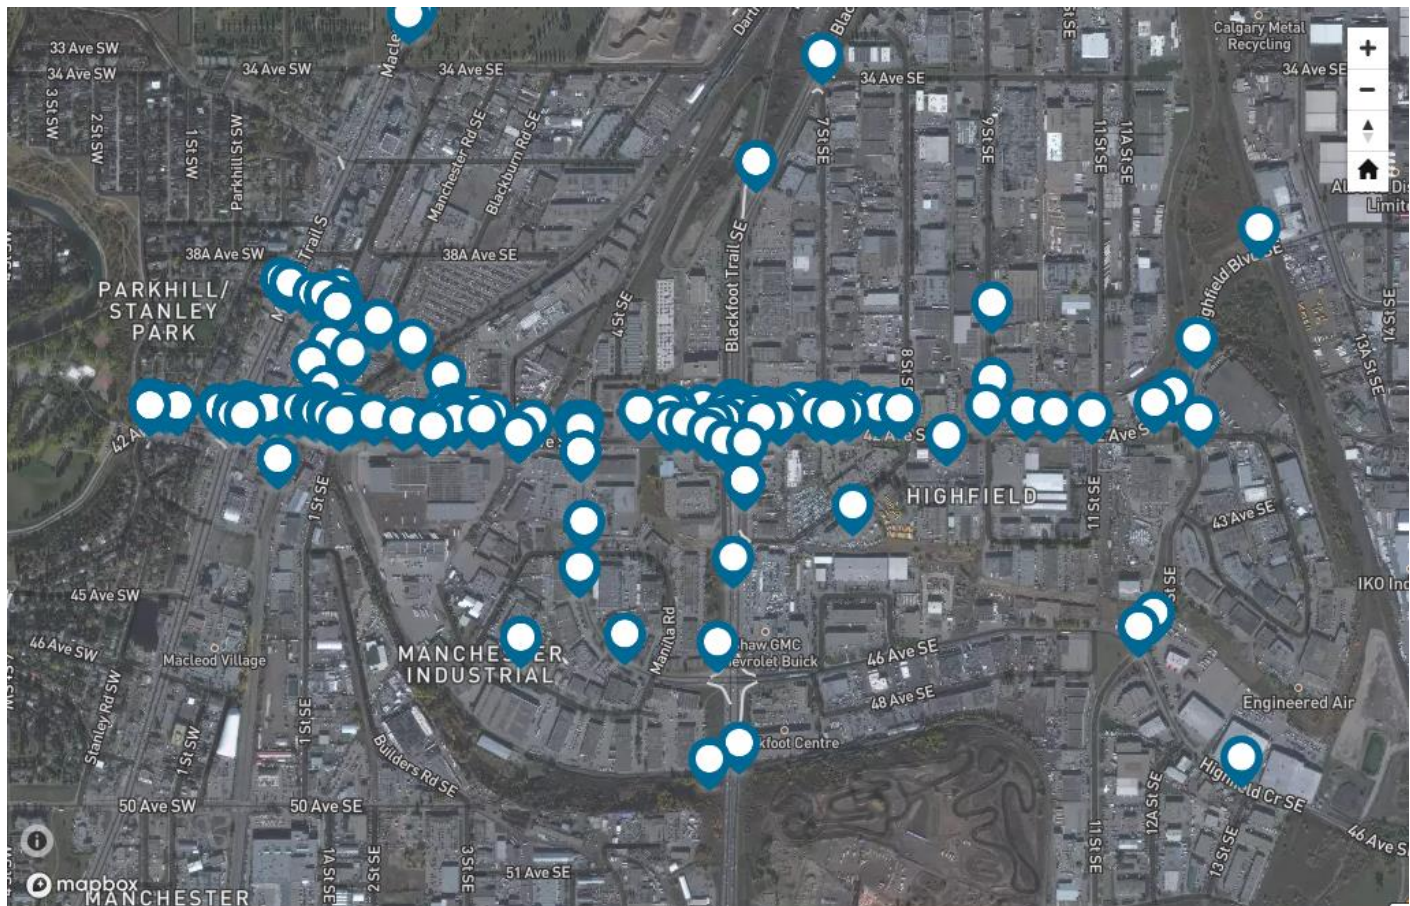 Calgary Metal
Recycling
33 Ave SW
34 Ave SW
34 Ave SW
34 Ave SE
34 Ave SE
34 Ave SE
3 St SW
2 St SW
1 St SW
Parkhill St SW
Manchester Rd SE
Blackburn Rd SE
7 St SE
9 St SE
11 St SE
11A St SE
38A Ave SW
38A Ave SE
Trail S
Blackfoot Trail SE
4 St SE
8 St SE
13A St SE
14 St SE
PARKHILL/
STANLEY
PARK
HIGHFIELD
43 Ave SE
11 St SE
1 St SE
45 Ave SW
46 Ave SW
Macleod Village
MANCHESTER
INDUSTRIAL
Manilla Rd
46 Ave SE
48 Ave SE
Engineered Air
Stanley Rd SW
1 St SW
1 St SE
Builders Rd SE
50 Ave SW
50 Ave SE
12A St SE
11 St SE
13 St SE
1A St SE
2 St SE
3 St SE
51 Ave SE
mapbox
MANCHESTER